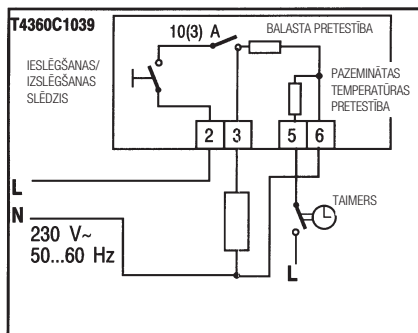 T4360C1039
10(3) A
BALASTA PRETESTĪBA
IESLĒGŠANAS/
IZSLĒGŠANAS
SLĒDZIS
PAZEMINĀTAS
TEMPERATŪRAS
PRETESTĪBA
2 3 5 6
L
N
230 V~
50...60 Hz
TAIMERS
L